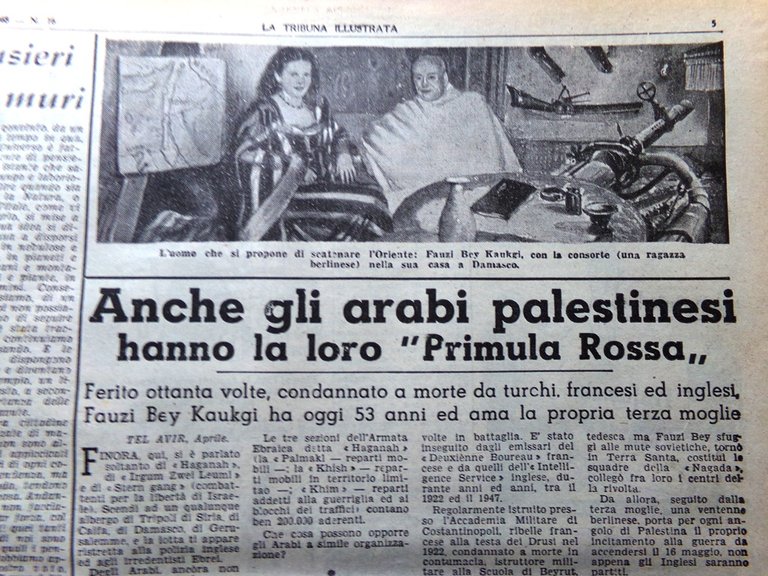 LA TRIBUNA ILLUSTRATA
5
sieri
muri
L'uomo che si propone di scatenare l'Oriente: Fauzi Bey Kaukgi, con la consorte (una ragazza
berlinese) nella sua casa a Damasco.
Anche gli arabi palestinesi
hanno la loro "Primula Rossa„
Ferito ottanta volte, condannato a morte da turchi, francesi ed inglesi,
Fauzi Bey Kaukgi ha oggi 53 anni ed ama la propria terza moglie
TEL AVIR, Aprile.
FINORA, qui, si è parlato
soltanto di «Haganah»,
di «Irgum Zwei Leumi»
e di «Stern gang» (combat-
tenti per la libertà di Israe-
le). Scendi ad un qualunque
albergo di Tripoli di Siria, di
Caifa, di Damasco, di Geru-
salemme, e la lotta ti appare
ristretta alla polizia inglese
ed agli irredentisti Ebrei.
Degli Arabi, ancora non
Le tre sezioni dell'Armata
Ebraica detta «Haganah»
(la «Palmak» — reparti mo-
bili —; la «Khish» — repar-
ti mobili in territorio limita-
to —; e «Khim» — reparti
addetti alla guerriglia ed al
blocco dei traffici) contano
ben 200.000 aderenti.
Che cosa possono opporre
gli Arabi a simile organizza-
zione?
volte in battaglia. E' stato
inseguito dagli emissari del
«Deuxiènne Boureau» fran-
cese e da quelli dell'«Intelli-
gence Service» inglese, du-
rante anni ed anni, tra il
1922 ed il 1947.
Regolarmente istruito pres-
so l'Accademia Militare di
Costantinopoli, ribelle fran-
cese alla testa dei Drusi nel
1922, condannato a morte in
contumacia, istruttore milita-
re alla Scuola di Beyrut,
tedesca ma Fauzi Bey sfug-
gì alle mute sovietiche, tornò
in Terra Santa, costituì le
squadre della «Nagada»,
collegò fra loro i centri del-
la rivolta.
Da allora, seguito dalla
terza moglie, una ventenne
berlinese, porta per ogni an-
golo di Palestina il proprio
incitamento alla guerra da
accendersi il 16 maggio, non
appena gli Inglesi saranno
partiti.